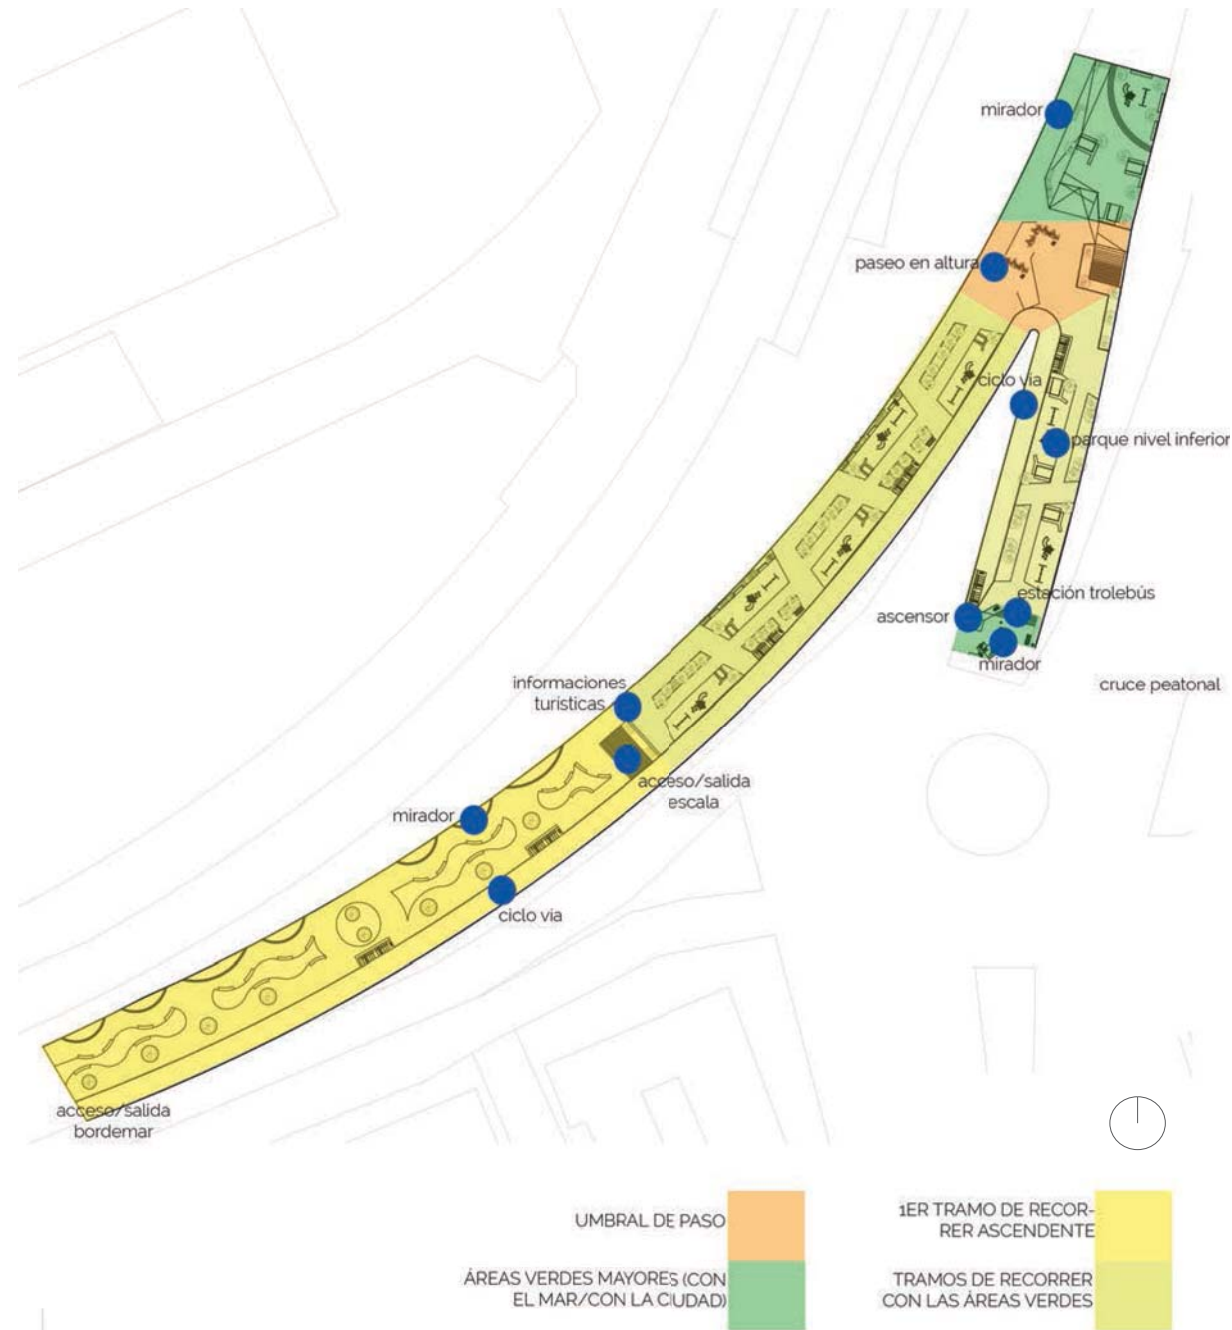 mirador
paseo en altura
ciclo via
parque nivel inferior
estación trolebús
ascensor
mirador
cruce peatonal
informaciones
turísticas
acceso/salida
escala
mirador
ciclo via
acceso/salida
bordemar
UMBRAL DE PASO
1ER TRAMO DE RECOR-
RER ASCENDENTE
ÁREAS VERDES MAYORES (CON
EL MAR/CON LA CIUDAD)
TRAMOS DE RECORRER
CON LAS ÁREAS VERDES